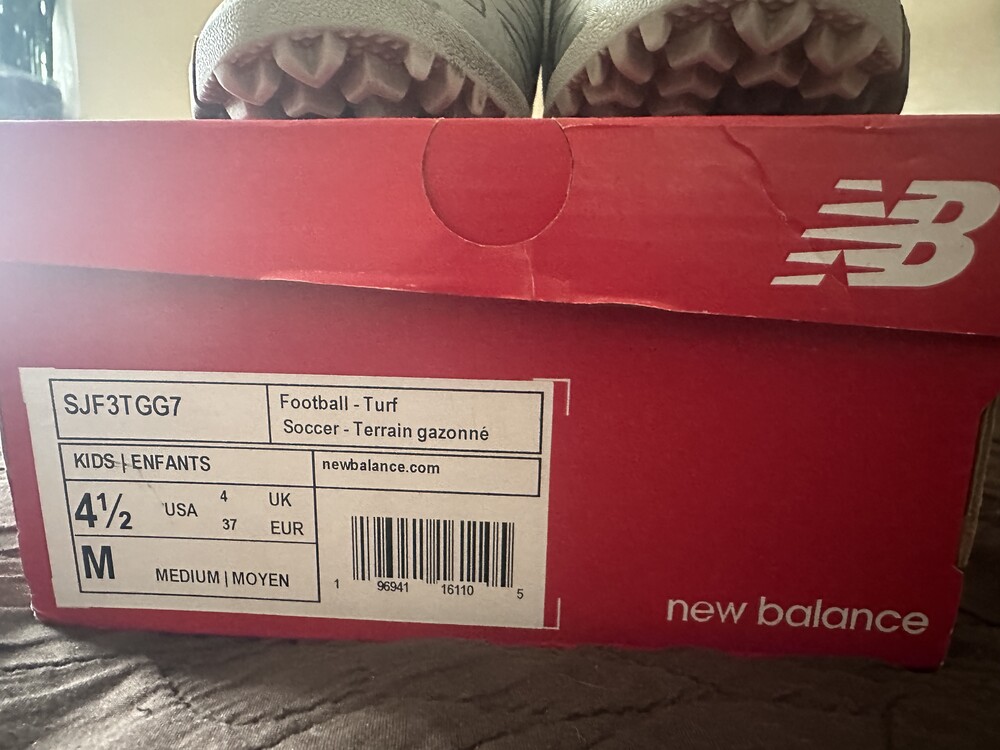 NB
SJF3TGG7
Football - Turf
Soccer - Terrain gazonné
KIDS | ENFANTS
newbalance.com
4½ USA 4 UK
37 EUR
M MEDIUM | MOYEN
1 96941 16110 5
new balance